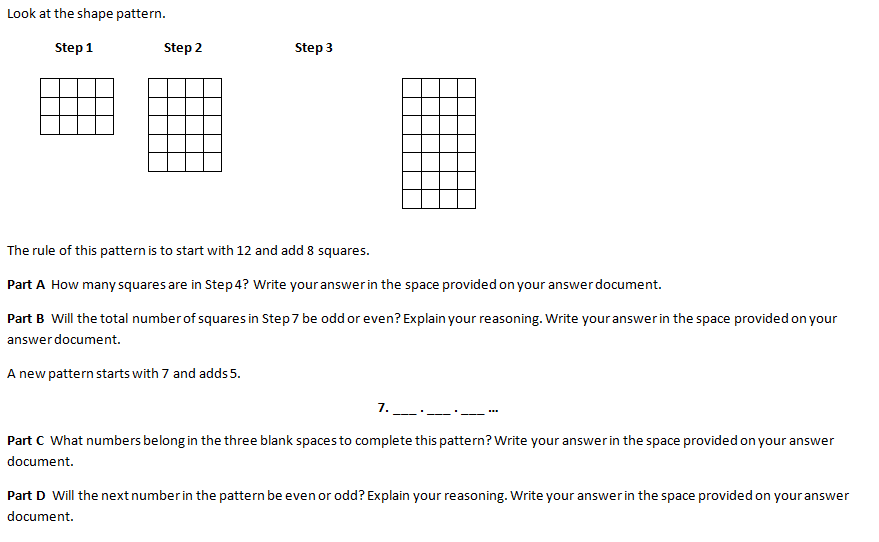 Look at the shape pattern.
Step 1 Step 2 Step 3
The rule of this pattern is to start with 12 and add 8 squares.
Part A How many squares are in Step 4? Write your answer in the space provided on your answer document.
Part B Will the total number of squares in Step 7 be odd or even? Explain your reasoning. Write your answer in the space provided on your
answer document.
A new pattern starts with 7 and adds 5.
7. ___ . ___ . ___ ...
Part C What numbers belong in the three blank spaces to complete this pattern? Write your answer in the space provided on your answer
document.
Part D Will the next number in the pattern be even or odd? Explain your reasoning. Write your answer in the space provided on your answer
document.